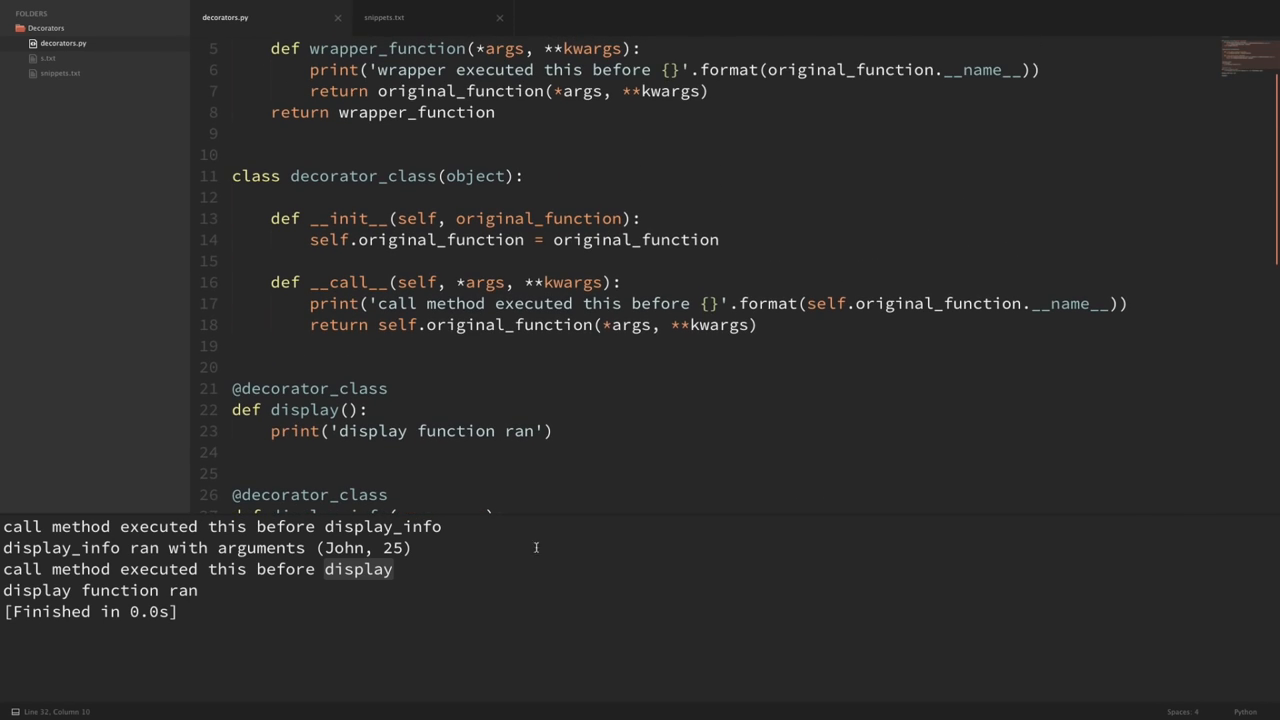 FOLDERS
Decorators
decorators.py
s.txt
snippets.txt
decorators.py
snippets.txt
5 def wrapper_function(*args, **kwargs):
6 print('wrapper executed this before {}'.format(original_function.__name__))
7 return original_function(*args, **kwargs)
8 return wrapper_function
9
10
11 class decorator_class(object):
12
13 def __init__(self, original_function):
14 self.original_function = original_function
15
16 def __call__(self, *args, **kwargs):
17 print('call method executed this before {}'.format(self.original_function.__name__))
18 return self.original_function(*args, **kwargs)
19
20
21 @decorator_class
22 def display():
23 print('display function ran')
24
25
26 @decorator_class
call method executed this before display_info
display_info ran with arguments (John, 25)
call method executed this before display
display function ran
[Finished in 0.0s]
Line 32, Column 10
Spaces: 4
Python